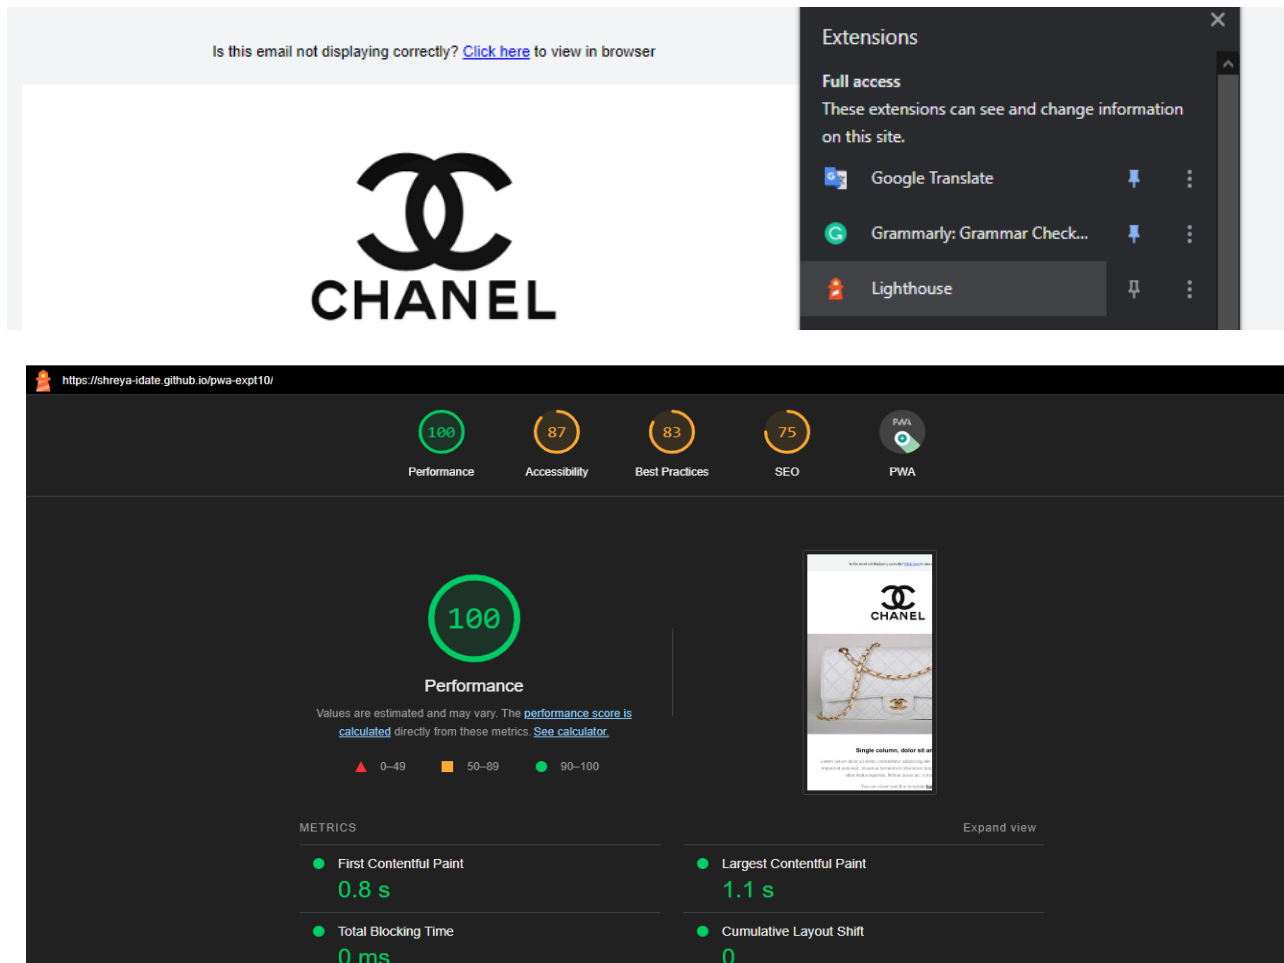 Is this email not displaying correctly? Click here to view in browser
CHANEL
Extensions
Full access
These extensions can see and change information
on this site.
Google Translate
Grammarly: Grammar Check...
Lighthouse
https://shreya-idate.github.io/pwa-expt10/
100
87
83
75
PWA
Performance
Accessibility
Best Practices
SEO
PWA
100
Performance
Values are estimated and may vary. The performance score is
calculated directly from these metrics. See calculator.
0–49
50–89
90–100
CHANEL
Single column, dolor sit
METRICS
Expand view
First Contentful Paint
0.8 s
Largest Contentful Paint
1.1 s
Total Blocking Time
0 ms
Cumulative Layout Shift
0